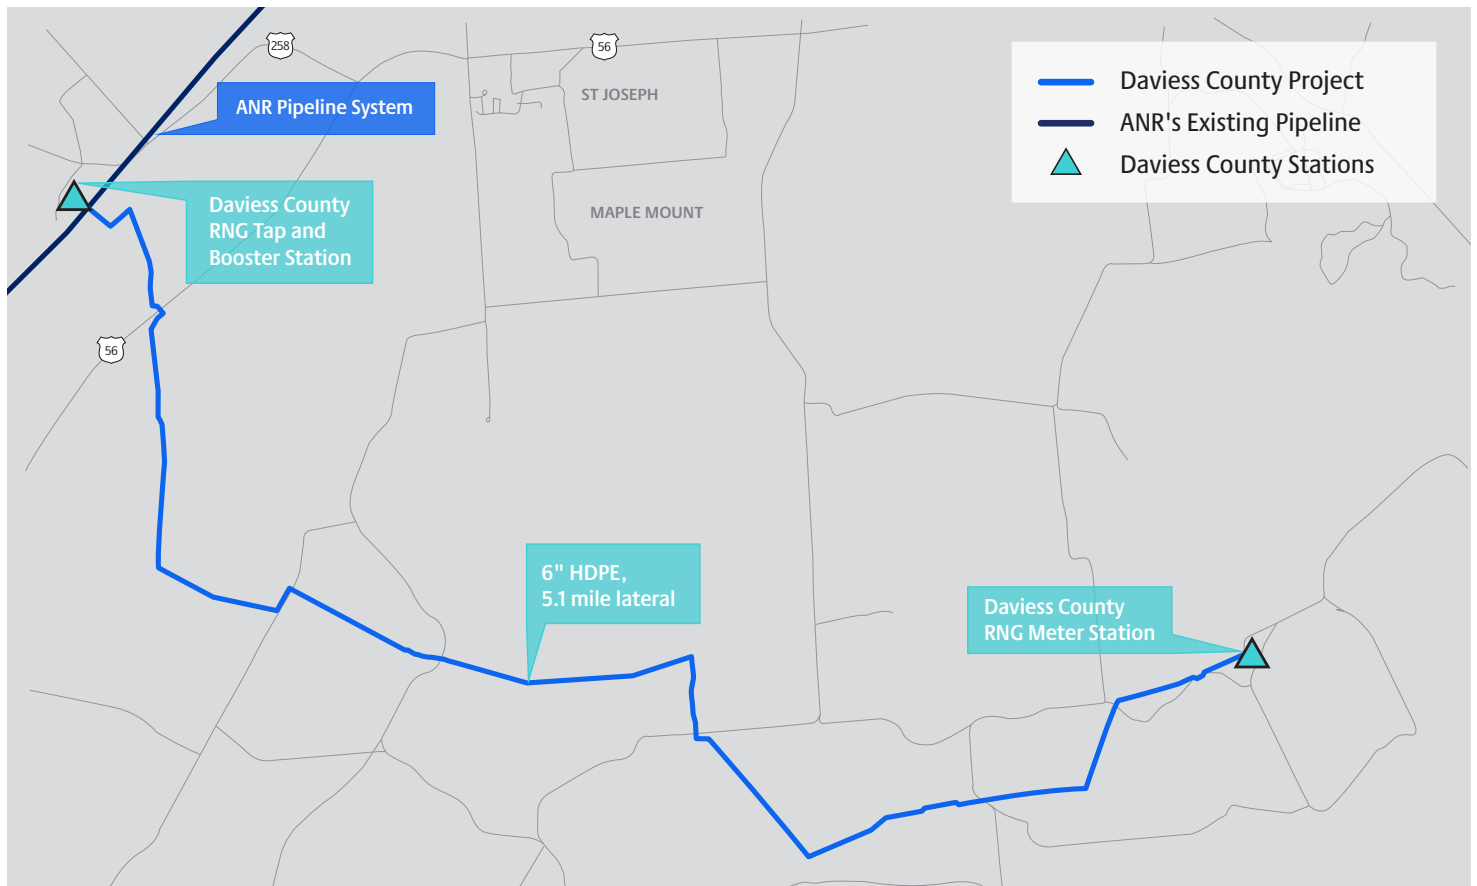 258
56
ST JOSEPH
ANR Pipeline System
Daviess County Project
ANR's Existing Pipeline
Daviess County Stations
Daviess County
RNG Tap and
Booster Station
MAPLE MOUNT
56
6" HDPE,
5.1 mile lateral
Daviess County
RNG Meter Station